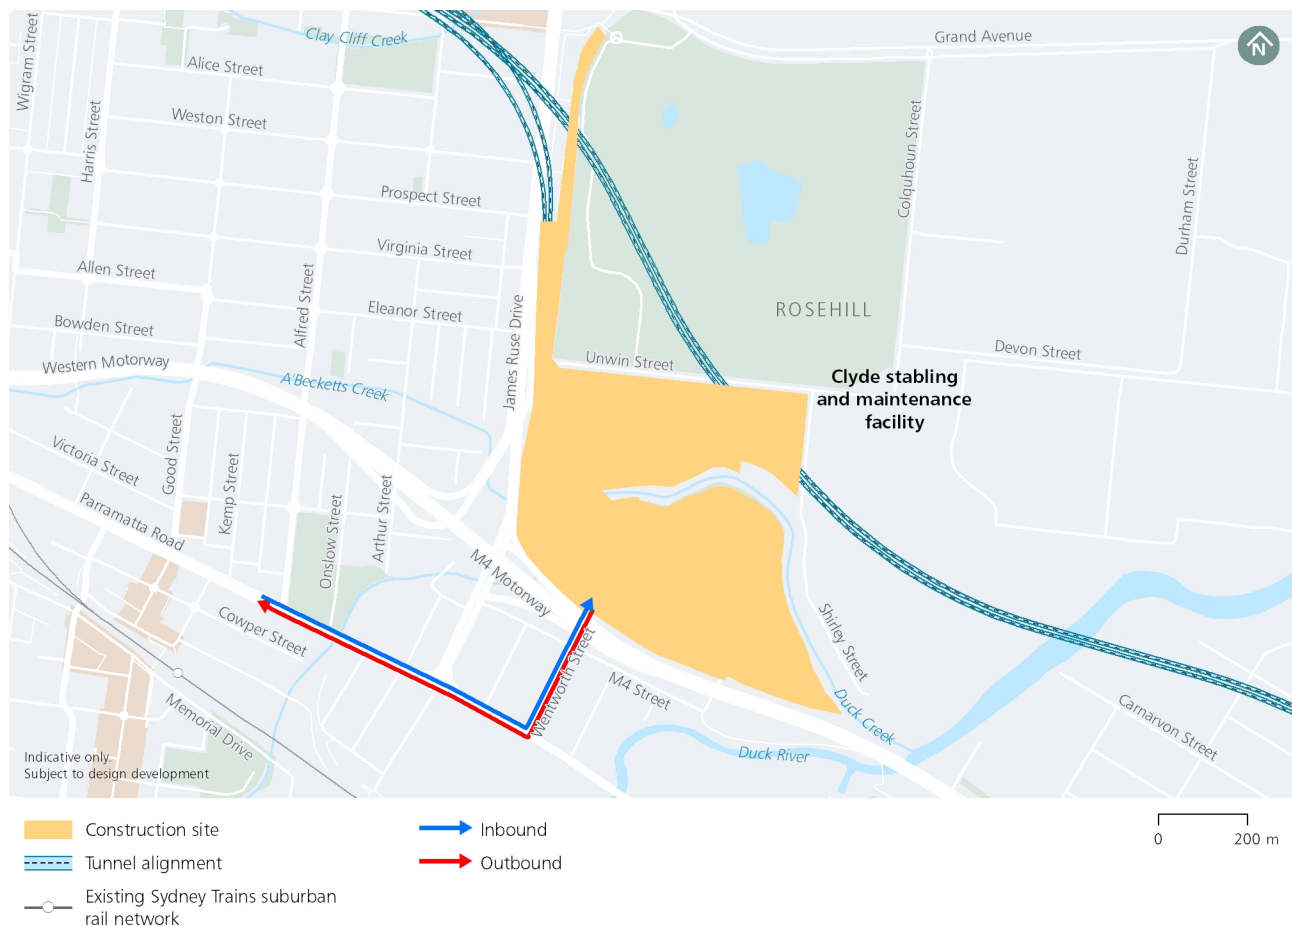 Clay Cliff Creek
Grand Avenue
N
Wigram Street
Alice Street
Weston Street
Harris Street
Colquhoun Street
Durham Street
Prospect Street
Virginia Street
Allen Street
Alfred Street
Eleanor Street
James Ruse Drive
ROSEHILL
Bowden Street
Western Motorway
Unwin Street
Devon Street
A'Becketts Creek
Clyde stabling
and maintenance
facility
Victoria Street
Good Street
Kemp Street
Parramatta Road
Onslow Street
Arthur Street
M4 Motorway
Cowper Street
Wentworth Street
Shirley Street
M4 Street
Memorial Drive
Duck Creek
Duck River
Carnarvon Street
Indicative only.
Subject to design development
Construction site
Tunnel alignment
Existing Sydney Trains suburban
rail network
Inbound
Outbound
0 200 m